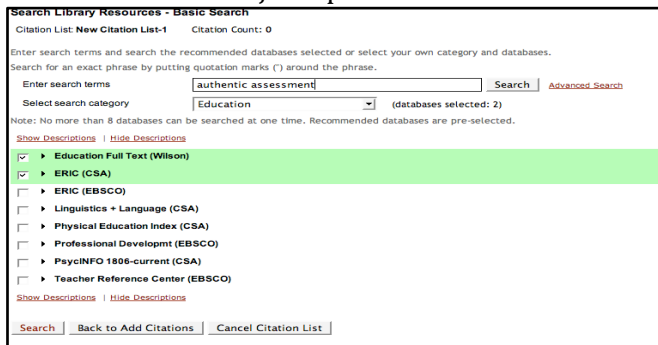 Search Library Resources - Basic Search
Citation List: New Citation List-1 Citation Count: 0
Enter search terms and search the recommended databases selected or select your own category and databases.
Search for an exact phrase by putting quotation marks (") around the phrase.
Enter search terms authentic assessment Search Advanced Search
Select search category Education (databases selected: 2)
Note: No more than 8 databases can be searched at one time. Recommended databases are pre-selected.
Show Descriptions | Hide Descriptions
Education Full Text (Wilson)
ERIC (CSA)
ERIC (EBSCO)
Linguistics + Language (CSA)
Physical Education Index (CSA)
Professional Developmt (EBSCO)
PsycINFO 1806-current (CSA)
Teacher Reference Center (EBSCO)
Show Descriptions | Hide Descriptions
Search Back to Add Citations Cancel Citation List